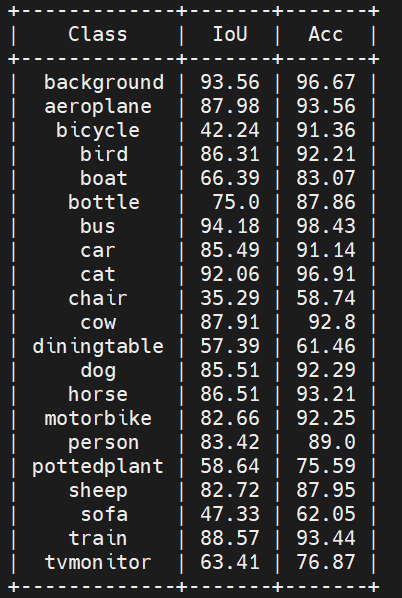 +-------------+-------+-------+
|    Class    |  IoU  |  Acc  |
+-------------+-------+-------+
|  background | 93.56 | 96.67 |
|  aeroplane  | 87.98 | 93.56 |
|   bicycle   | 42.24 | 91.36 |
|     bird    | 86.31 | 92.21 |
|     boat    | 66.39 | 83.07 |
|    bottle   |  75.0 | 87.86 |
|     bus     | 94.18 | 98.43 |
|     car     | 85.49 | 91.14 |
|     cat     | 92.06 | 96.91 |
|    chair    | 35.29 | 58.74 |
|     cow     | 87.91 |  92.8 |
| diningtable | 57.39 | 61.46 |
|     dog     | 85.51 | 92.29 |
|    horse    | 86.51 | 93.21 |
|  motorbike  | 82.66 | 92.25 |
|    person   | 83.42 |  89.0 |
| pottedplant | 58.64 | 75.59 |
|    sheep    | 82.72 | 87.95 |
|     sofa    | 47.33 | 62.05 |
|    train    | 88.57 | 93.44 |
|  tvmonitor  | 63.41 | 76.87 |
+-------------+-------+-------+